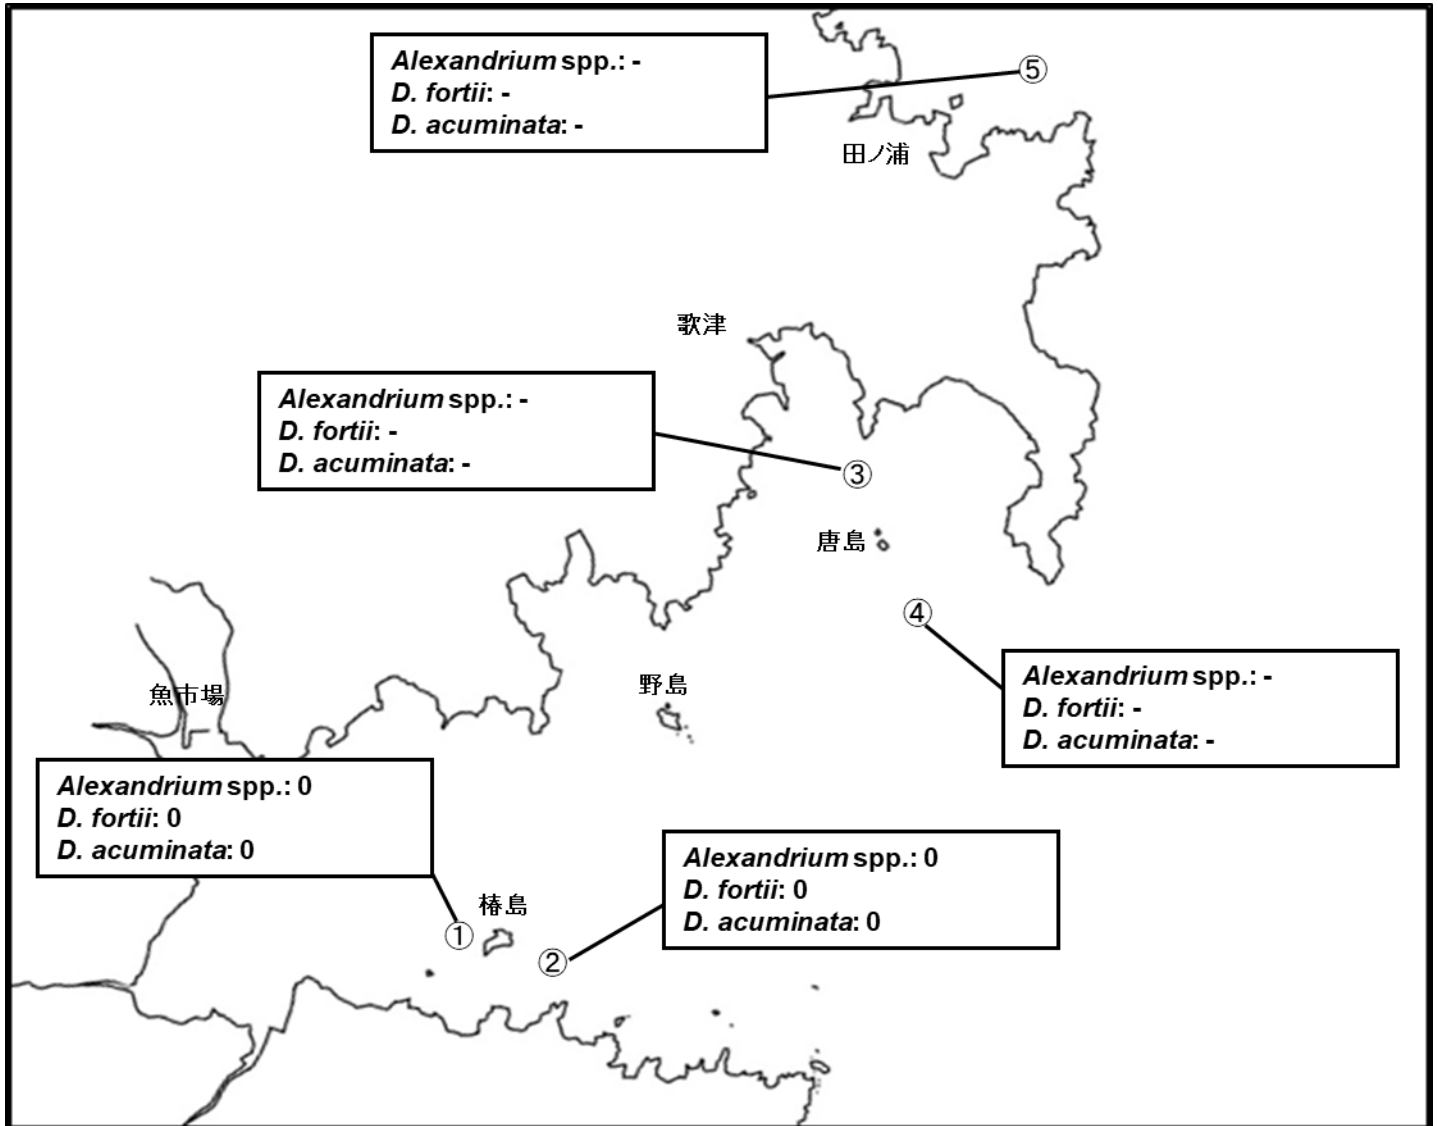 Alexandrium spp.: -
D. fortii: -
D. acuminata: -
⑤
田ノ浦
歌津
Alexandrium spp.: -
D. fortii: -
D. acuminata: -
③
唐島
④
Alexandrium spp.: -
D. fortii: -
D. acuminata: -
野島
魚市場
Alexandrium spp.: 0
D. fortii: 0
D. acuminata: 0
Alexandrium spp.: 0
D. fortii: 0
D. acuminata: 0
椿島
①
②